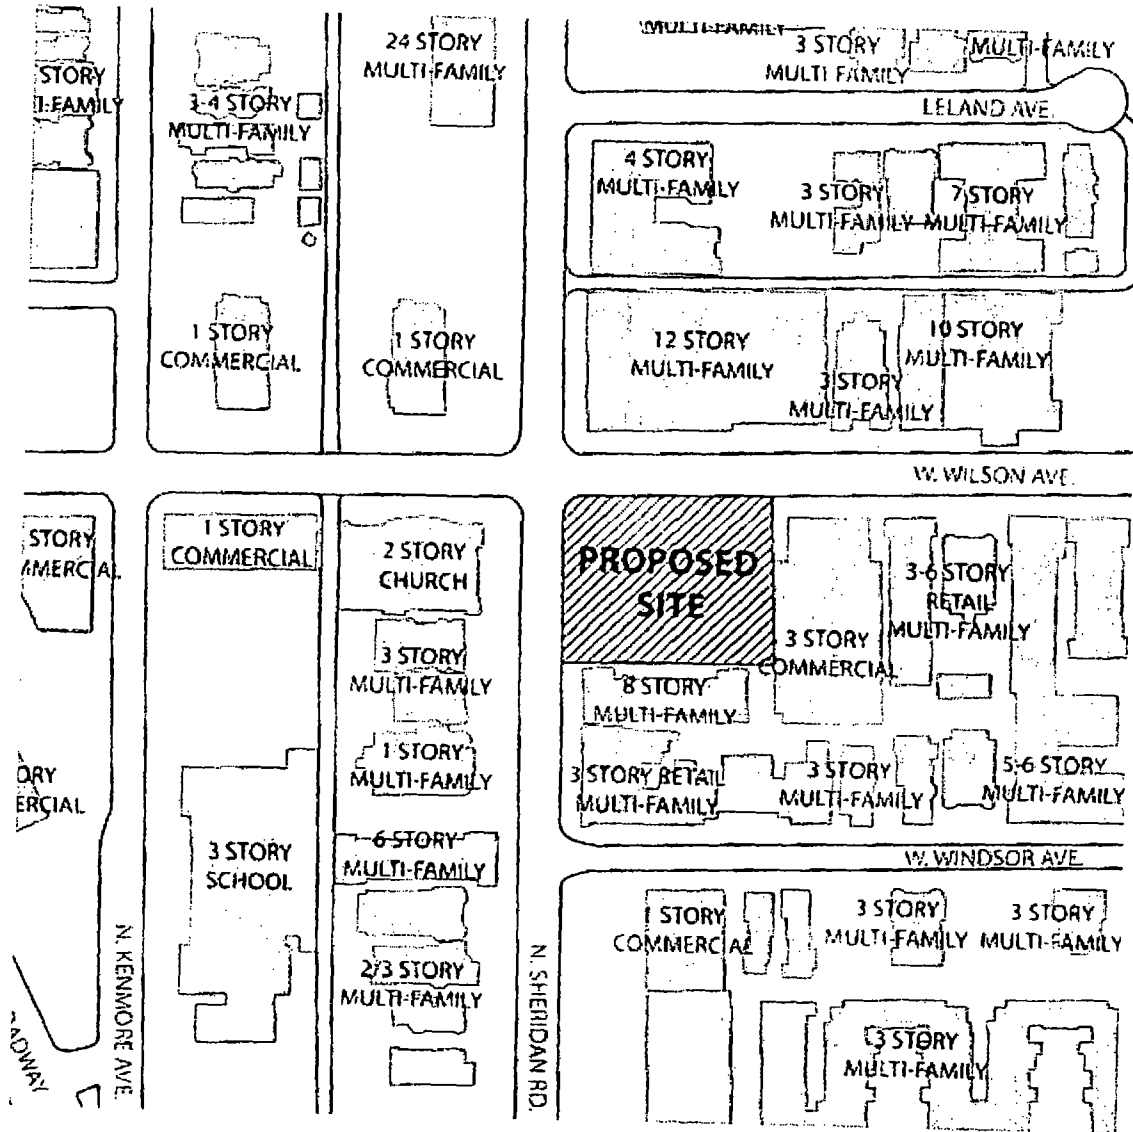 24 STORY
MULTI-FAMILY
3 STORY
MULTI FAMILY
MULTI-FAMILY
MULTI-FAMILY
LELAND AVE.
STORY
3-4 STORY
MULTI-FAMILY
4 STORY
MULTI-FAMILY
3 STORY
MULTI-FAMILY
7 STORY
MULTI-FAMILY
1 STORY
COMMERCIAL
1 STORY
COMMERCIAL
12 STORY
MULTI-FAMILY
3 STORY
MULTI-FAMILY
10 STORY
MULTI-FAMILY
W. WILSON AVE.
STORY
1 STORY
COMMERCIAL
2 STORY
CHURCH
PROPOSED
SITE
3-6 STORY
RETAIL
MULTI-FAMILY
3 STORY
COMMERCIAL
3 STORY
MULTI-FAMILY
8 STORY
MULTI-FAMILY
1 STORY
MULTI-FAMILY
3 STORY RETAIL
MULTI-FAMILY
3 STORY
MULTI-FAMILY
5-6 STORY
MULTI-FAMILY
3 STORY
SCHOOL
6 STORY
MULTI-FAMILY
W. WINDSOR AVE
1 STORY
COMMERCIAL
3 STORY
MULTI-FAMILY
3 STORY
MULTI-FAMILY
2/3 STORY
MULTI-FAMILY
3 STORY
MULTI-FAMILY
N. KENMORE AVE.
N. SHERIDAN RD.